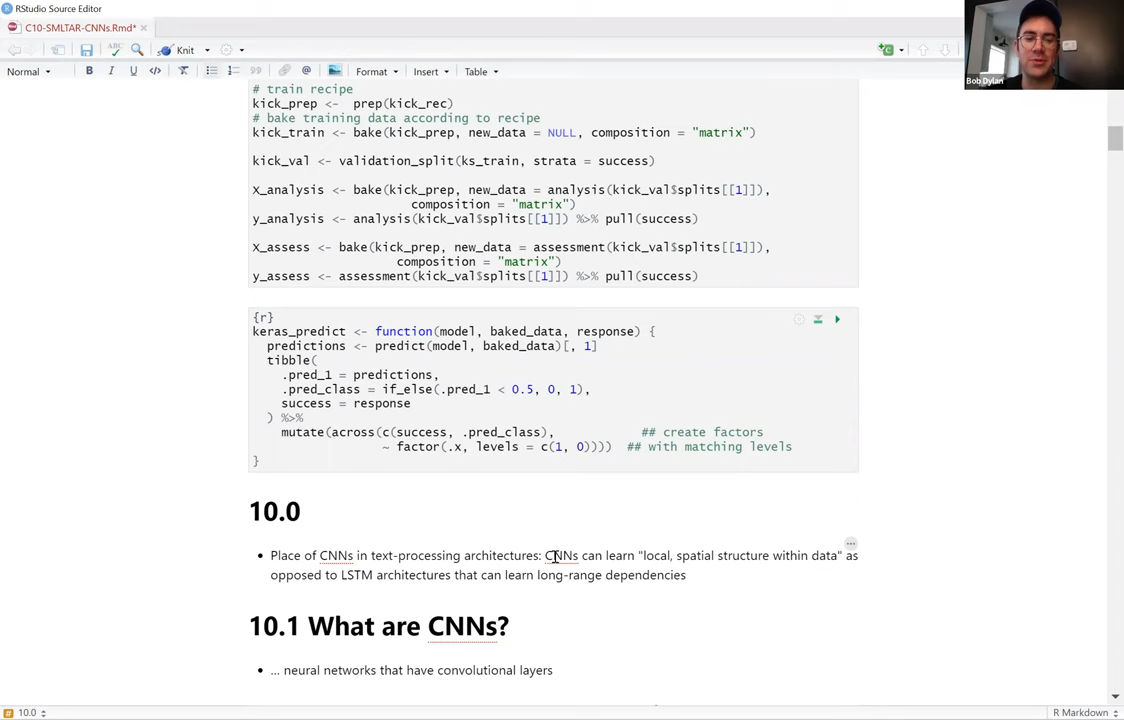 RStudio Source Editor
C10-SMLTAR-CNNs.Rmd*
ABC Knit
Normal B I U </> Format Insert Table
Bob Dylan
# train recipe
kick_prep <-  prep(kick_rec)
# bake training data according to recipe
kick_train <- bake(kick_prep, new_data = NULL, composition = "matrix")
kick_val <- validation_split(ks_train, strata = success)
X_analysis <- bake(kick_prep, new_data = analysis(kick_val$splits[[1]]),
composition = "matrix")
y_analysis <- analysis(kick_val$splits[[1]]) %>% pull(success)
X_assess <- bake(kick_prep, new_data = assessment(kick_val$splits[[1]]),
composition = "matrix")
y_assess <- assessment(kick_val$splits[[1]]) %>% pull(success)
{r}
keras_predict <- function(model, baked_data, response) {
predictions <- predict(model, baked_data)[, 1]
tibble(
.pred_1 = predictions,
.pred_class = if_else(.pred_1 < 0.5, 0, 1),
success = response
) %>%
mutate(across(c(success, .pred_class),            ## create factors
~ factor(.x, levels = c(1, 0))))  ## with matching levels
}
10.0
• Place of CNNs in text-processing architectures: CNNs can learn "local, spatial structure within data" as
opposed to LSTM architectures that can learn long-range dependencies
10.1 What are CNNs?
• ... neural networks that have convolutional layers
# 10.0 R Markdown